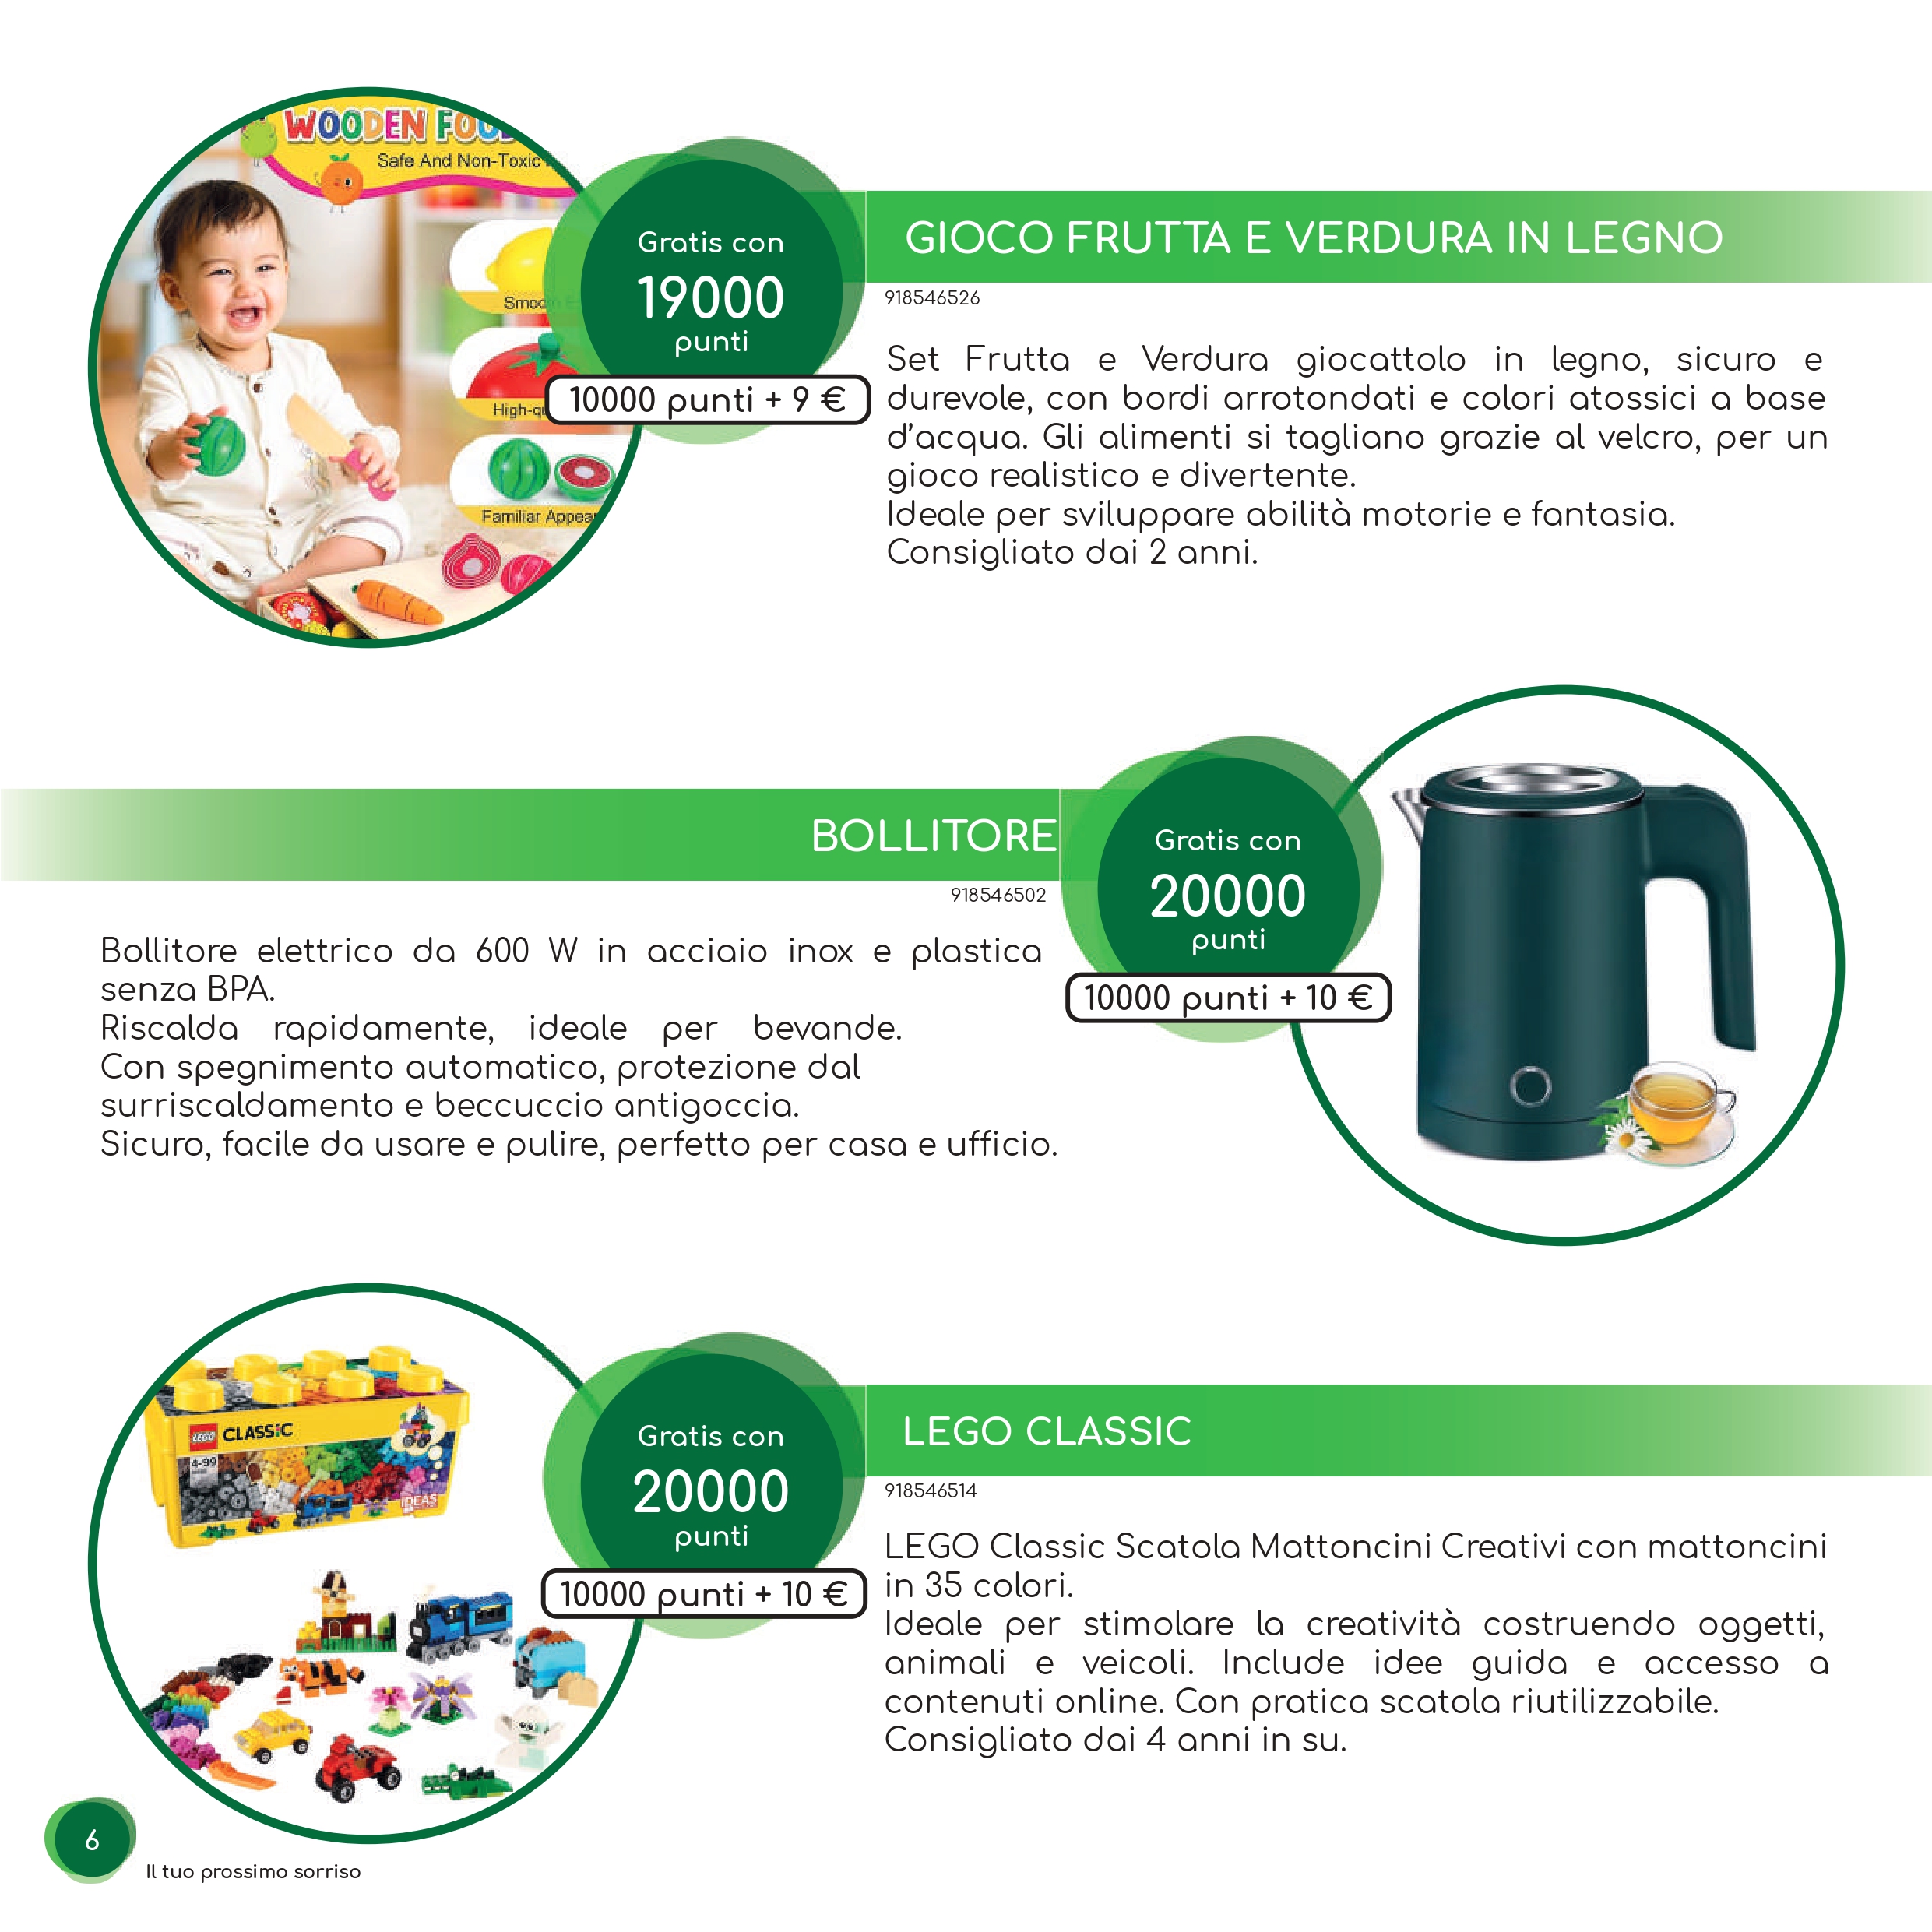 WOODEN
Safe And Non-Toxic
Familiar
Gratis con
19000
punti
10000 punti + 9 €
GIOCO FRUTTA E VERDURA IN LEGNO
918546526
Set Frutta e Verdura giocattolo in legno, sicuro e
durevole, con bordi arrotondati e colori atossici a base
d’acqua. Gli alimenti si tagliano grazie al velcro, per un
gioco realistico e divertente.
Ideale per sviluppare abilità motorie e fantasia.
Consigliato dai 2 anni.
BOLLITORE
918546502
Gratis con
20000
punti
10000 punti + 10 €
Bollitore elettrico da 600 W in acciaio inox e plastica
senza BPA.
Riscalda rapidamente, ideale per bevande.
Con spegnimento automatico, protezione dal
surriscaldamento e beccuccio antigoccia.
Sicuro, facile da usare e pulire, perfetto per casa e ufficio.
LEGO CLASSIC
4-99
IDEAS
Gratis con
20000
punti
10000 punti + 10 €
LEGO CLASSIC
918546514
LEGO Classic Scatola Mattoncini Creativi con mattoncini
in 35 colori.
Ideale per stimolare la creatività costruendo oggetti,
animali e veicoli. Include idee guida e accesso a
contenuti online. Con pratica scatola riutilizzabile.
Consigliato dai 4 anni in su.
6
Il tuo prossimo sorriso